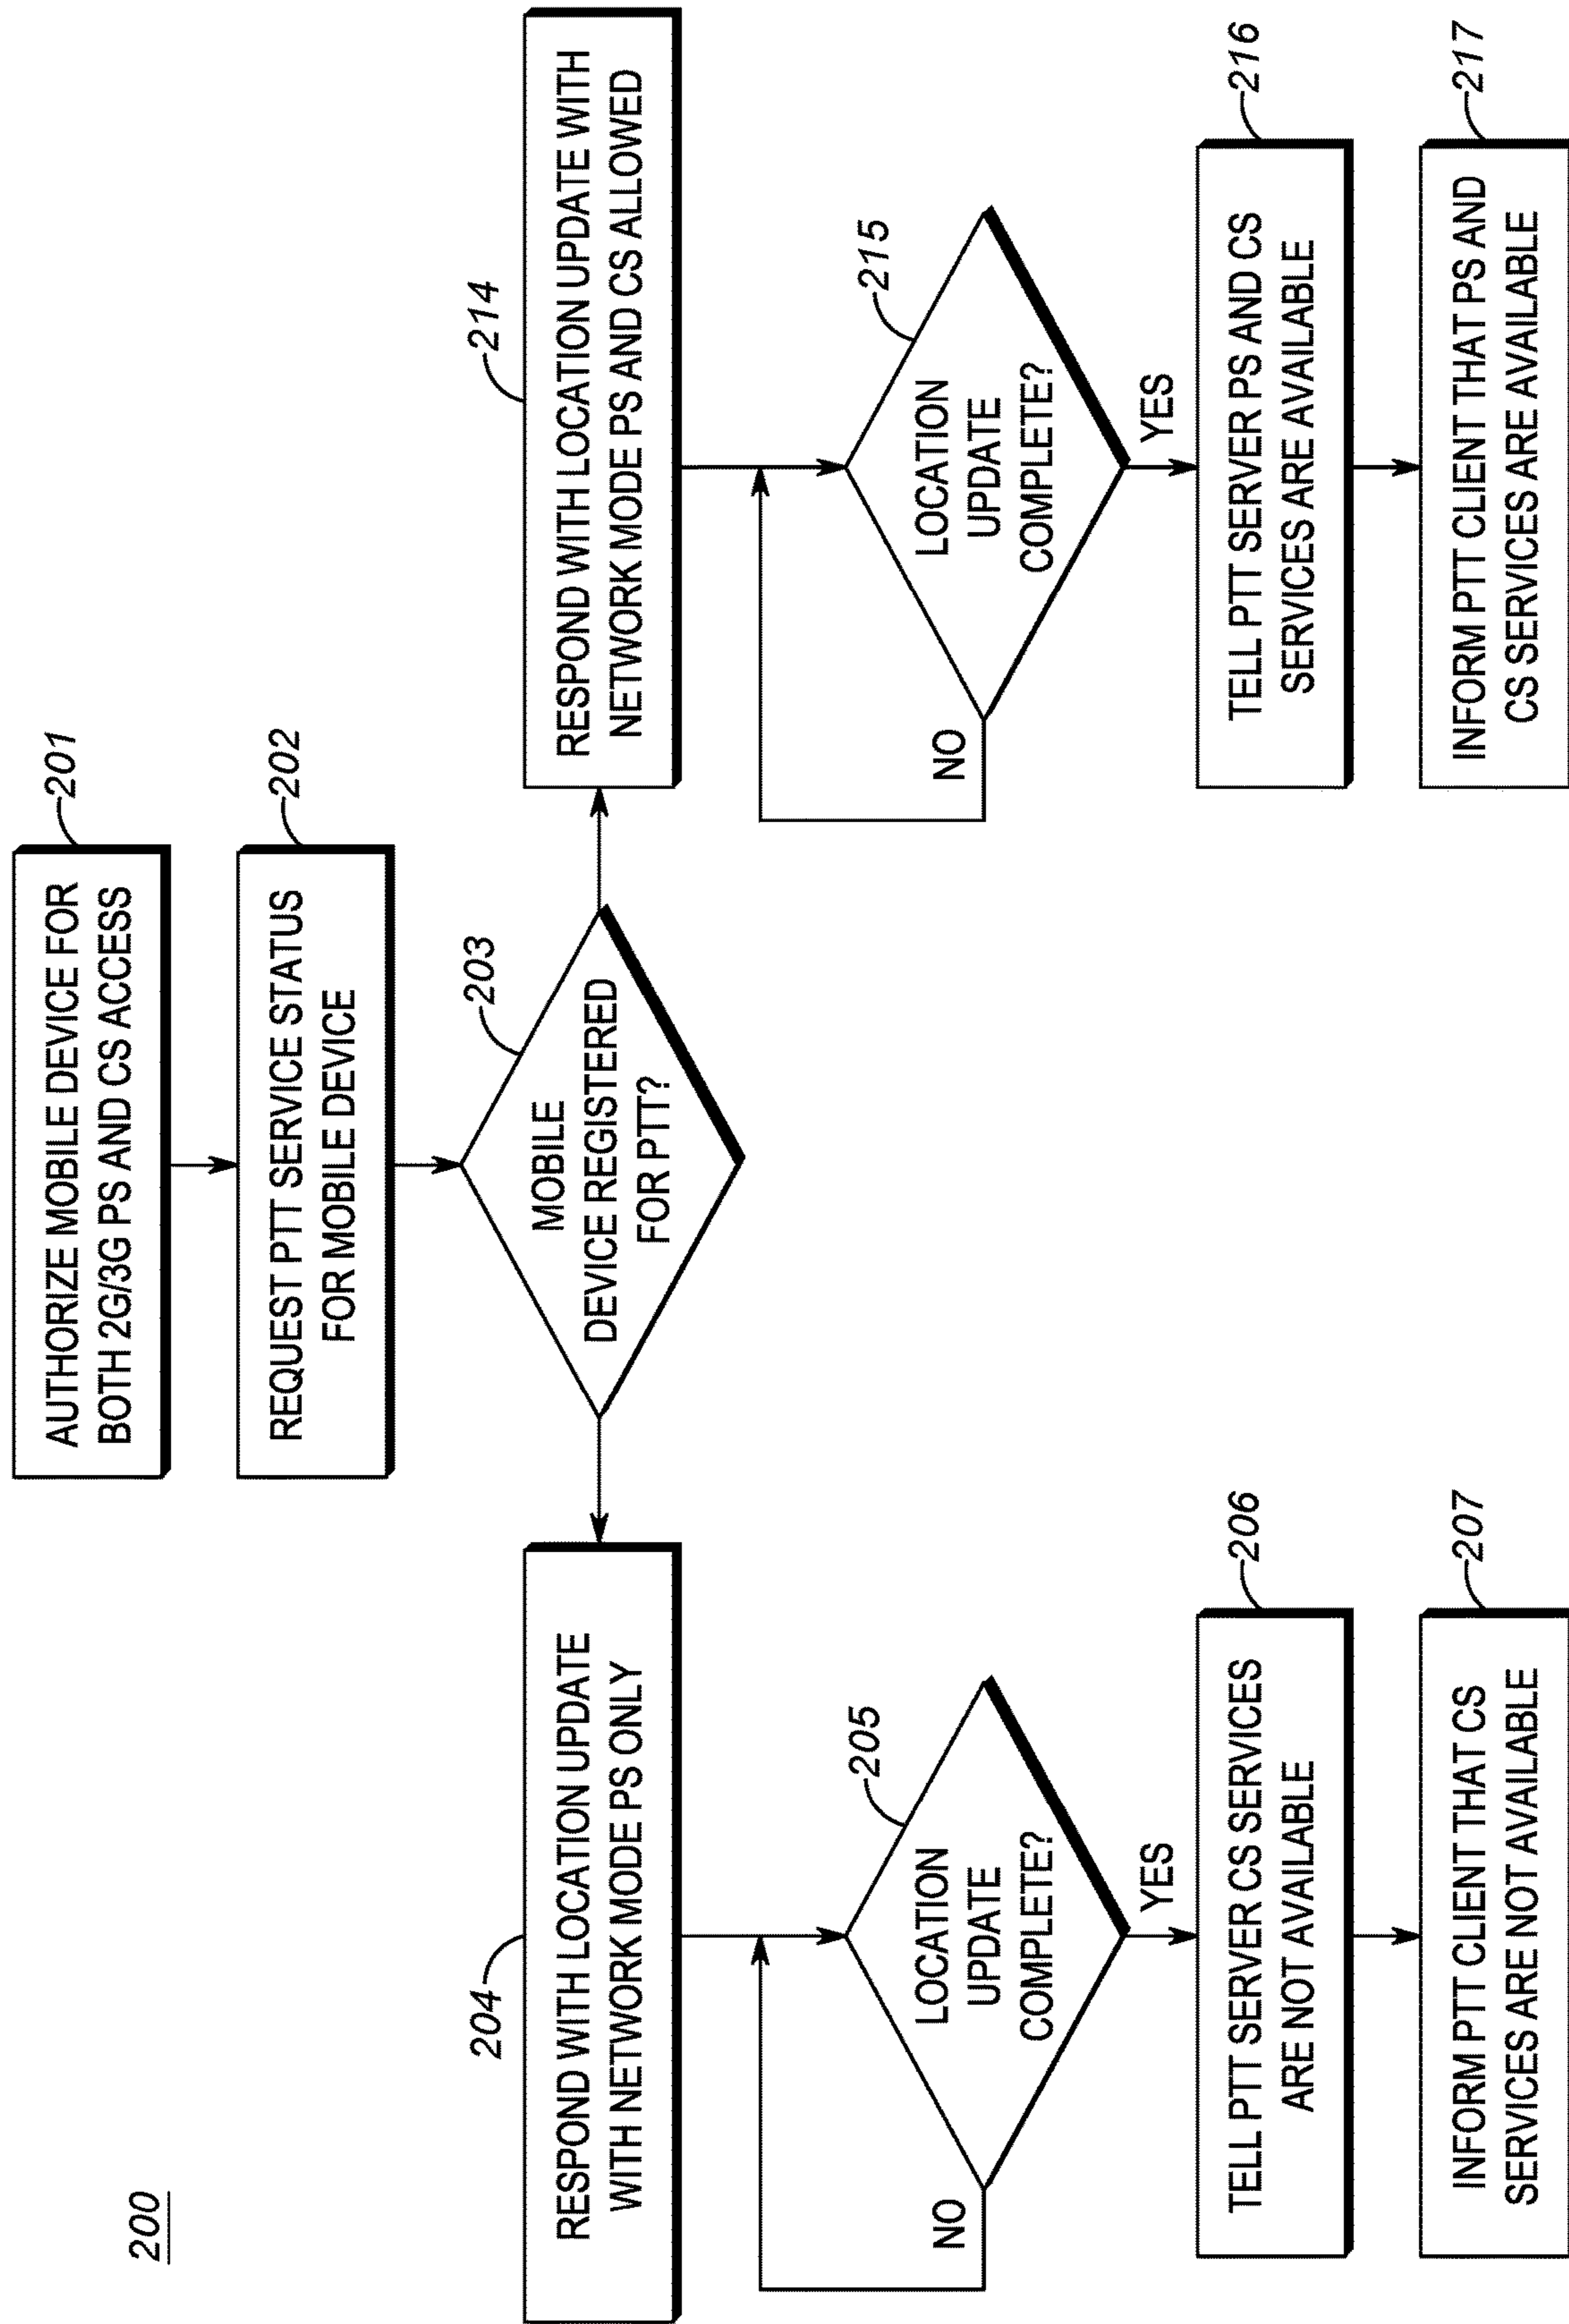 200
AUTHORIZE MOBILE DEVICE FOR
BOTH 2G/3G PS AND CS ACCESS
201
REQUEST PTT SERVICE STATUS
FOR MOBILE DEVICE
202
MOBILE
DEVICE REGISTERED
FOR PTT?
203
204
RESPOND WITH LOCATION UPDATE
WITH NETWORK MODE PS ONLY
LOCATION
UPDATE
COMPLETE?
205
NO
YES
TELL PTT SERVER CS SERVICES
ARE NOT AVAILABLE
206
INFORM PTT CLIENT THAT CS
SERVICES ARE NOT AVAILABLE
207
214
RESPOND WITH LOCATION UPDATE WITH
NETWORK MODE PS AND CS ALLOWED
LOCATION
UPDATE
COMPLETE?
215
NO
YES
TELL PTT SERVER PS AND CS
SERVICES ARE AVAILABLE
216
INFORM PTT CLIENT THAT PS AND
CS SERVICES ARE AVAILABLE
217